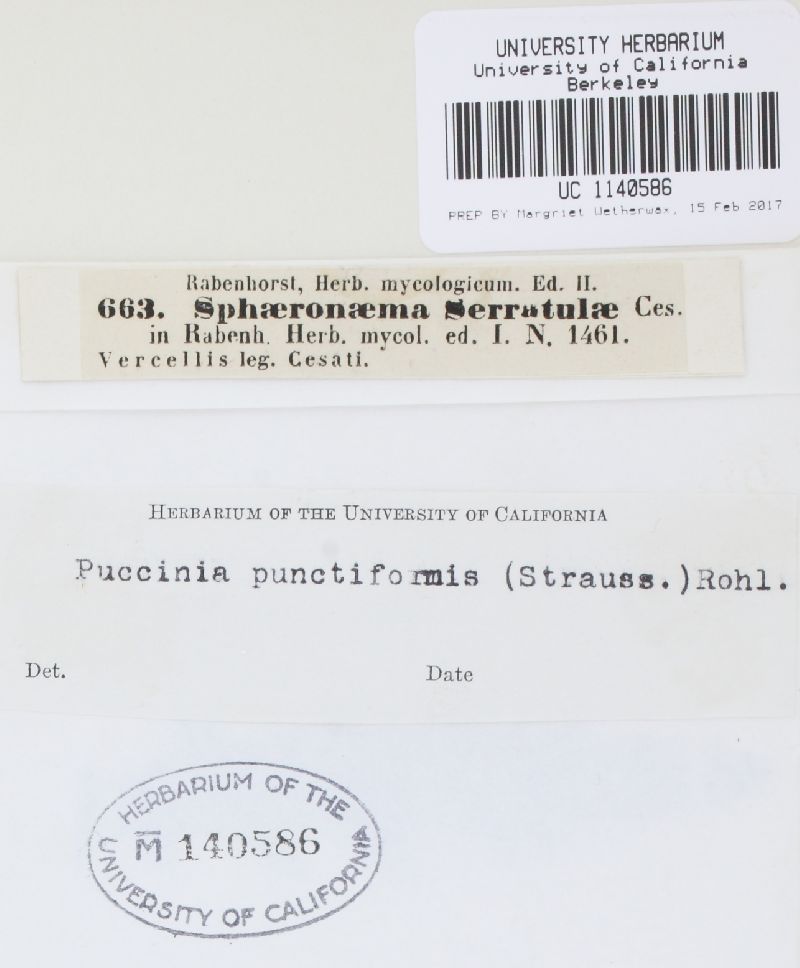 UNIVERSITY HERBARIUM
University of California
Berkeley
UC 1140586
PREP BY Margriet Wetherwax, 15 Feb 2017
Rabenhorst, Herb. mycologicum. Ed. II.
663. Sphæronæma Serratulæ Ces.
in Rabenh. Herb. mycol. ed. I. N. 1461.
Vercellis leg. Cesati.
HERBARIUM OF THE UNIVERSITY OF CALIFORNIA
Puccinia punctiformis (Strauss.)Rohl.
Det. Date
HERBARIUM OF THE
M̅ 140586
UNIVERSITY OF CALIFORNIA